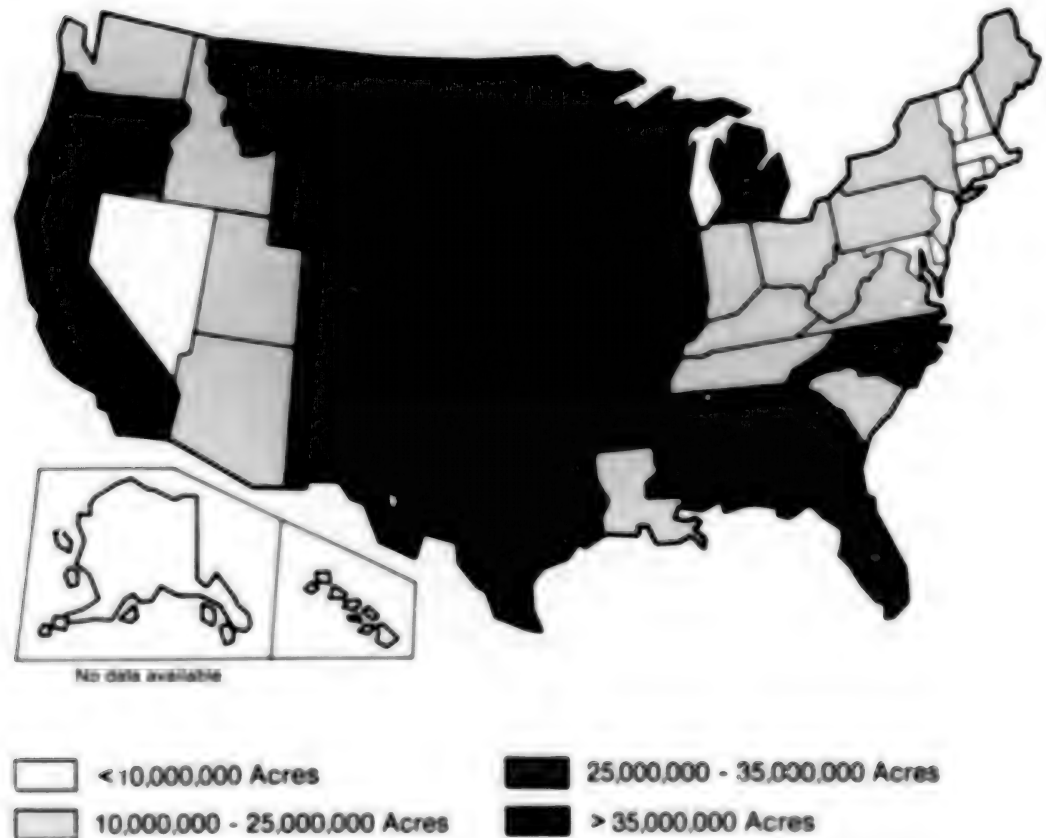 No data available
<10,000,000 Acres
10,000,000 - 25,000,000 Acres
25,000,000 - 35,000,000 Acres
> 35,000,000 Acres